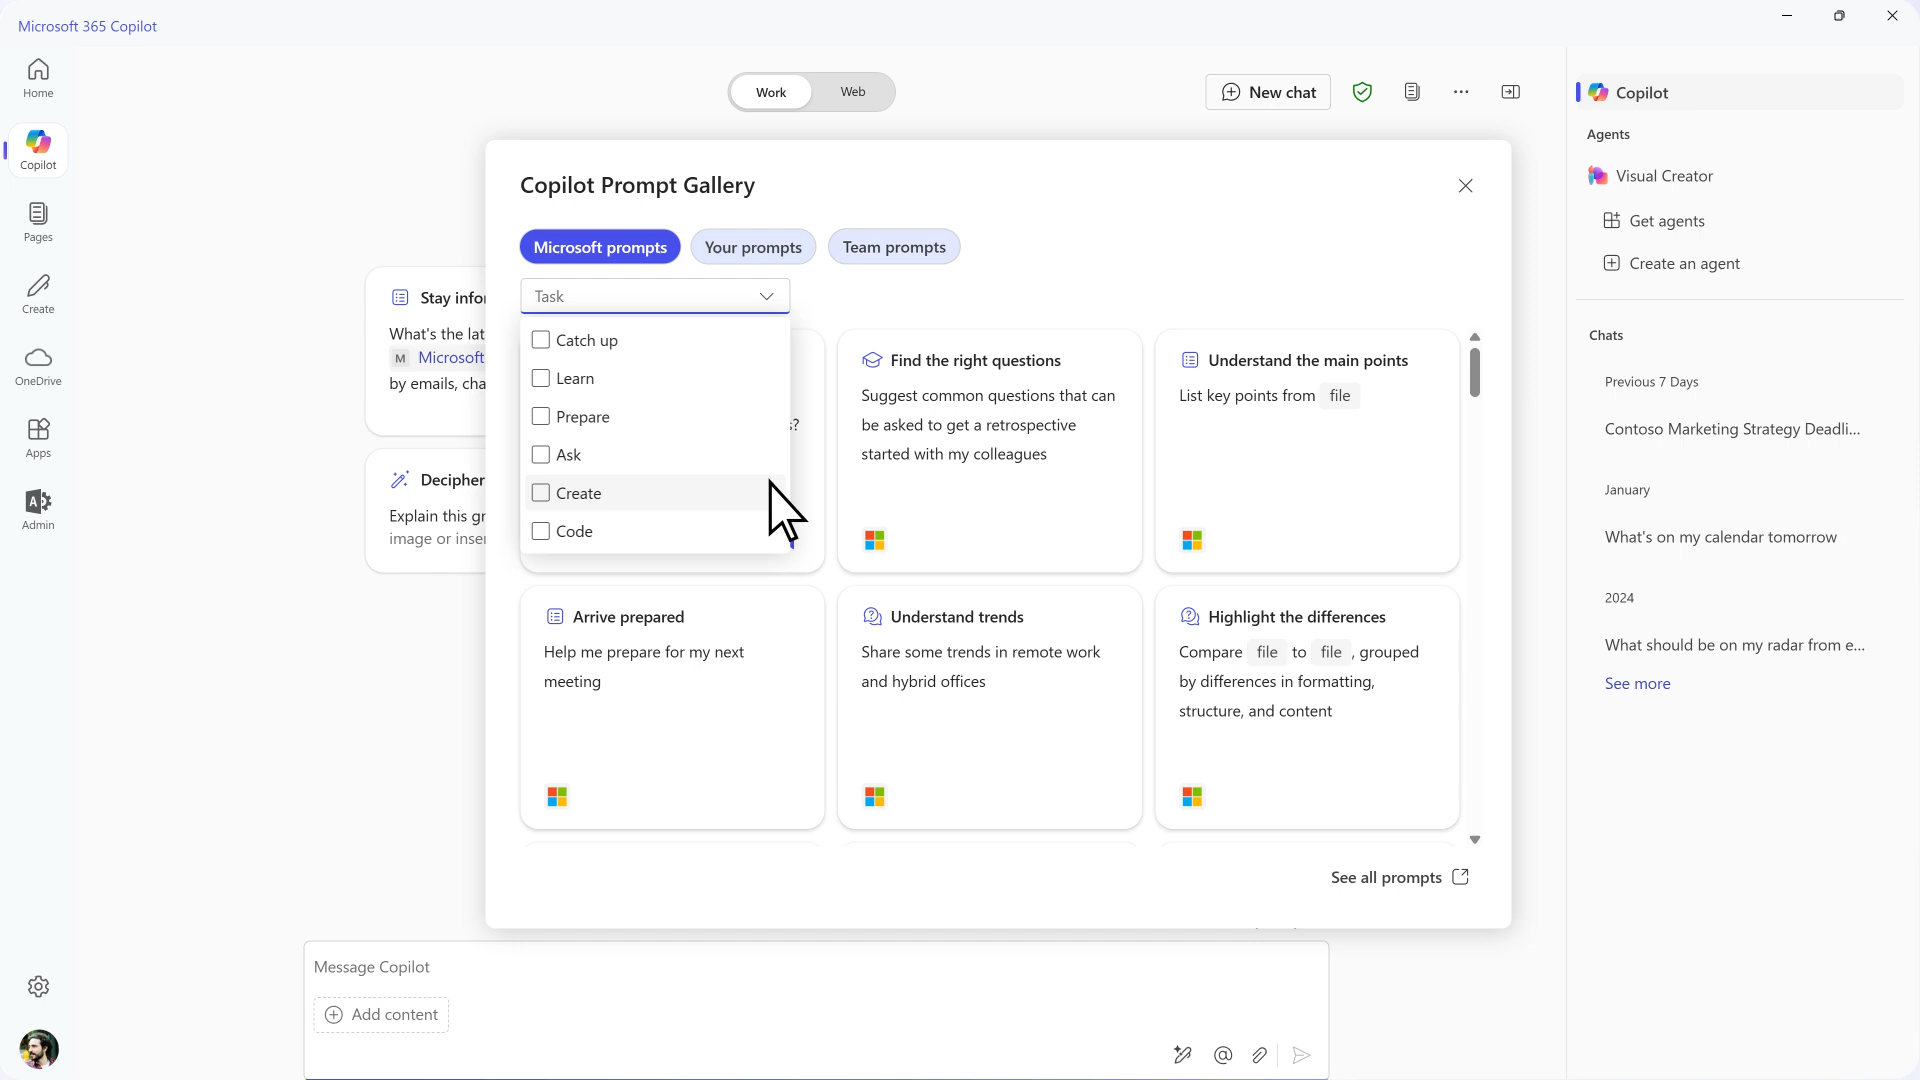 Microsoft 365 Copilot
Home
Copilot
Pages
Create
OneDrive
Apps
Admin
Work
Web
New chat
Stay infor
What's the lat
M Microsoft
by emails, cha
Decipher
Explain this gr
image or inser
Copilot Prompt Gallery
Microsoft prompts
Your prompts
Team prompts
Task
Catch up
Learn
Prepare
Ask
Create
Code
s?
Find the right questions
Suggest common questions that can
be asked to get a retrospective
started with my colleagues
Understand the main points
List key points from file
Arrive prepared
Help me prepare for my next
meeting
Understand trends
Share some trends in remote work
and hybrid offices
Highlight the differences
Compare file to file , grouped
by differences in formatting,
structure, and content
See all prompts
Message Copilot
Add content
Copilot
Agents
Visual Creator
Get agents
Create an agent
Chats
Previous 7 Days
Contoso Marketing Strategy Deadli...
January
What's on my calendar tomorrow
2024
What should be on my radar from e...
See more